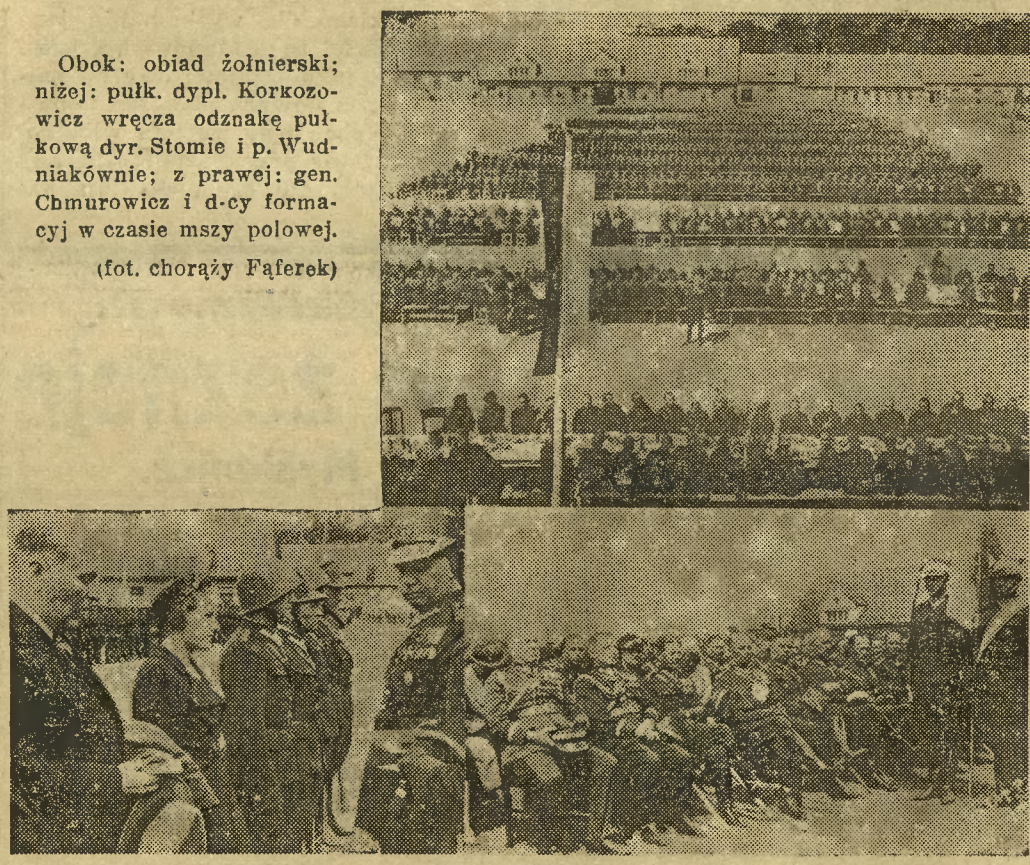 Obok: obiad żołnierski;
niżej: pułk. dypl. Korkozo-
wicz wręcza odznakę puł-
kową dyr. Stomie i p. Wud-
niakównie; z prawej: gen.
Chmurowicz i d-cy forma-
cyj w czasie mszy polowej.
(fot. chorąży Fąferek)